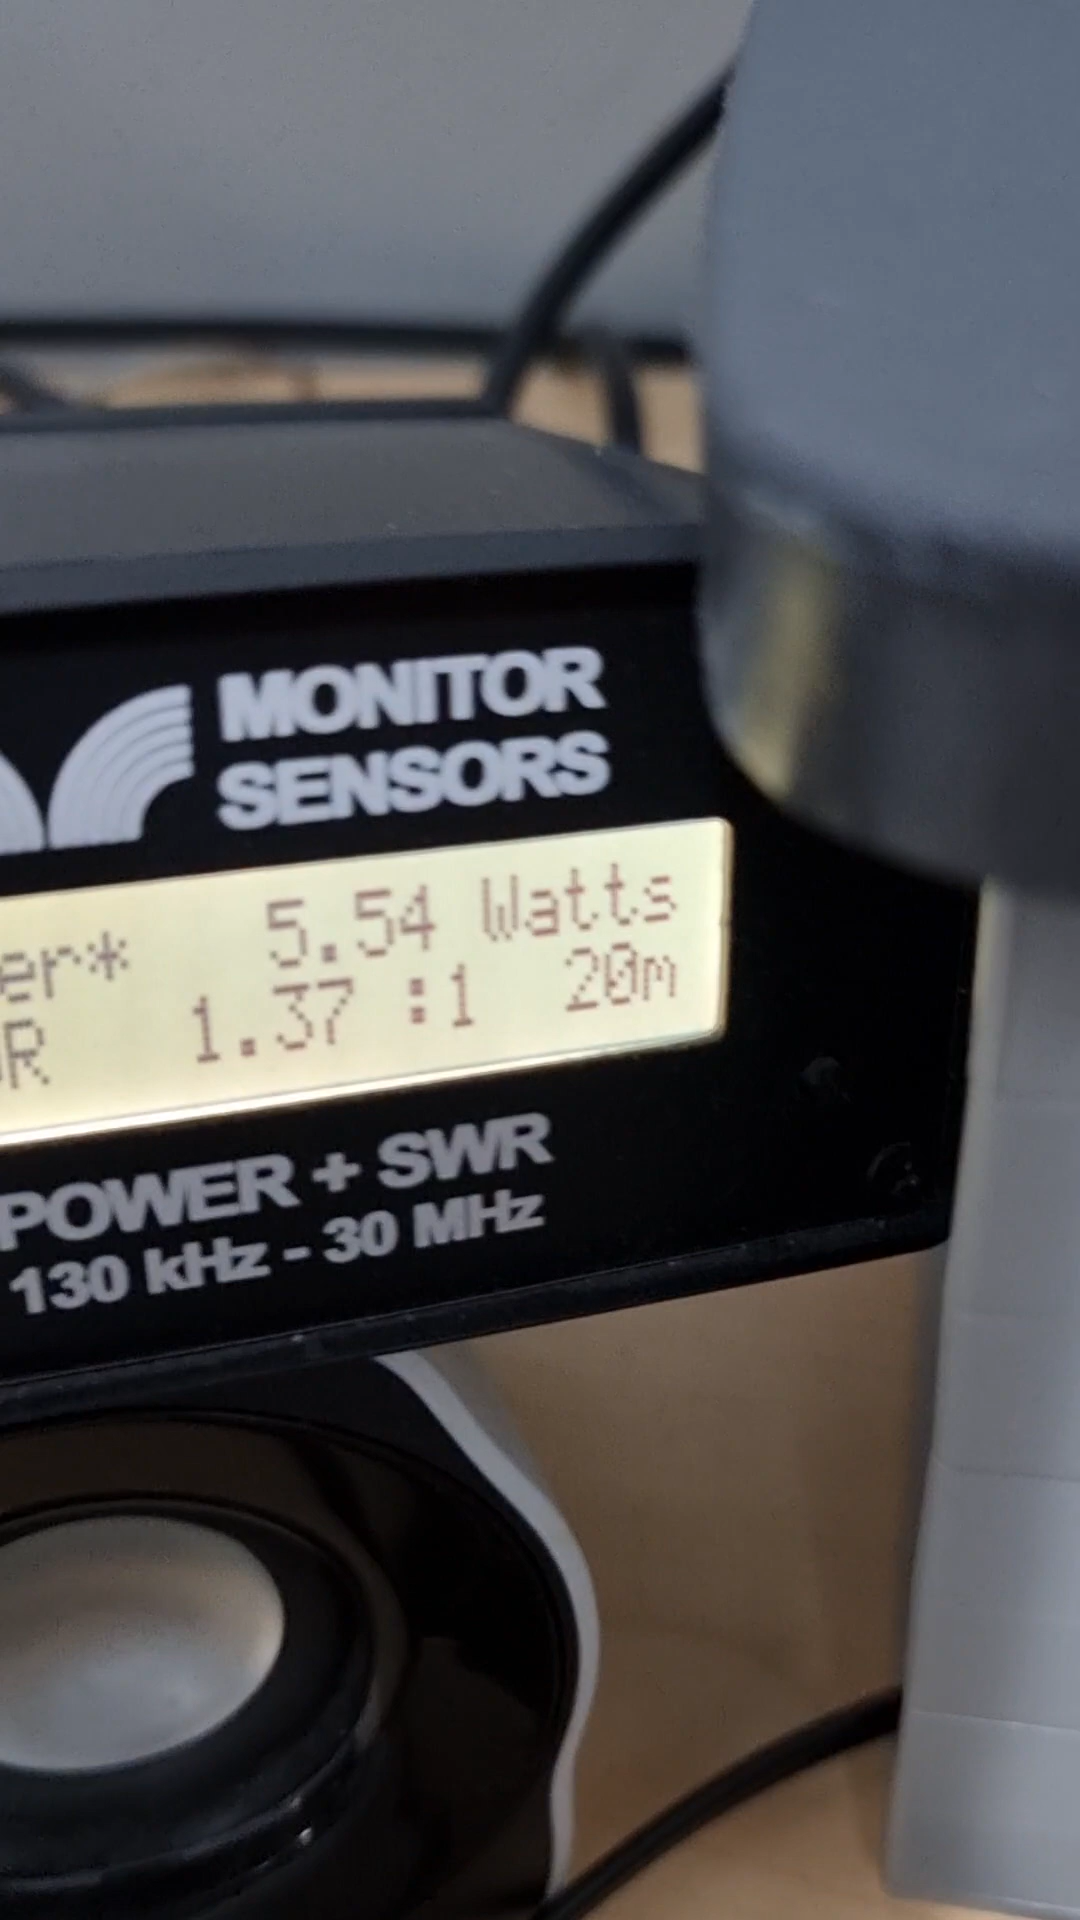 MONITOR
SENSORS
er* 5.54 Watts
R 1.37 :1 20m
POWER + SWR
130 kHz - 30 MHz